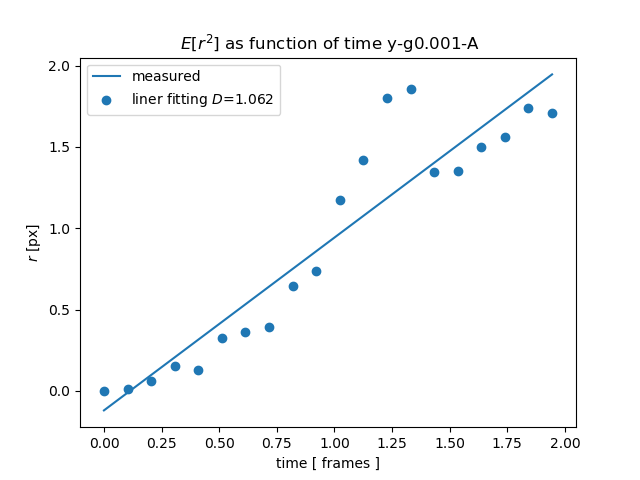 E[r²] as function of time y-g0.001-A
measured
liner fitting D=1.062
2.0
1.5
1.0
0.5
0.0
r [px]
0.00 0.25 0.50 0.75 1.00 1.25 1.50 1.75 2.00
time [ frames ]